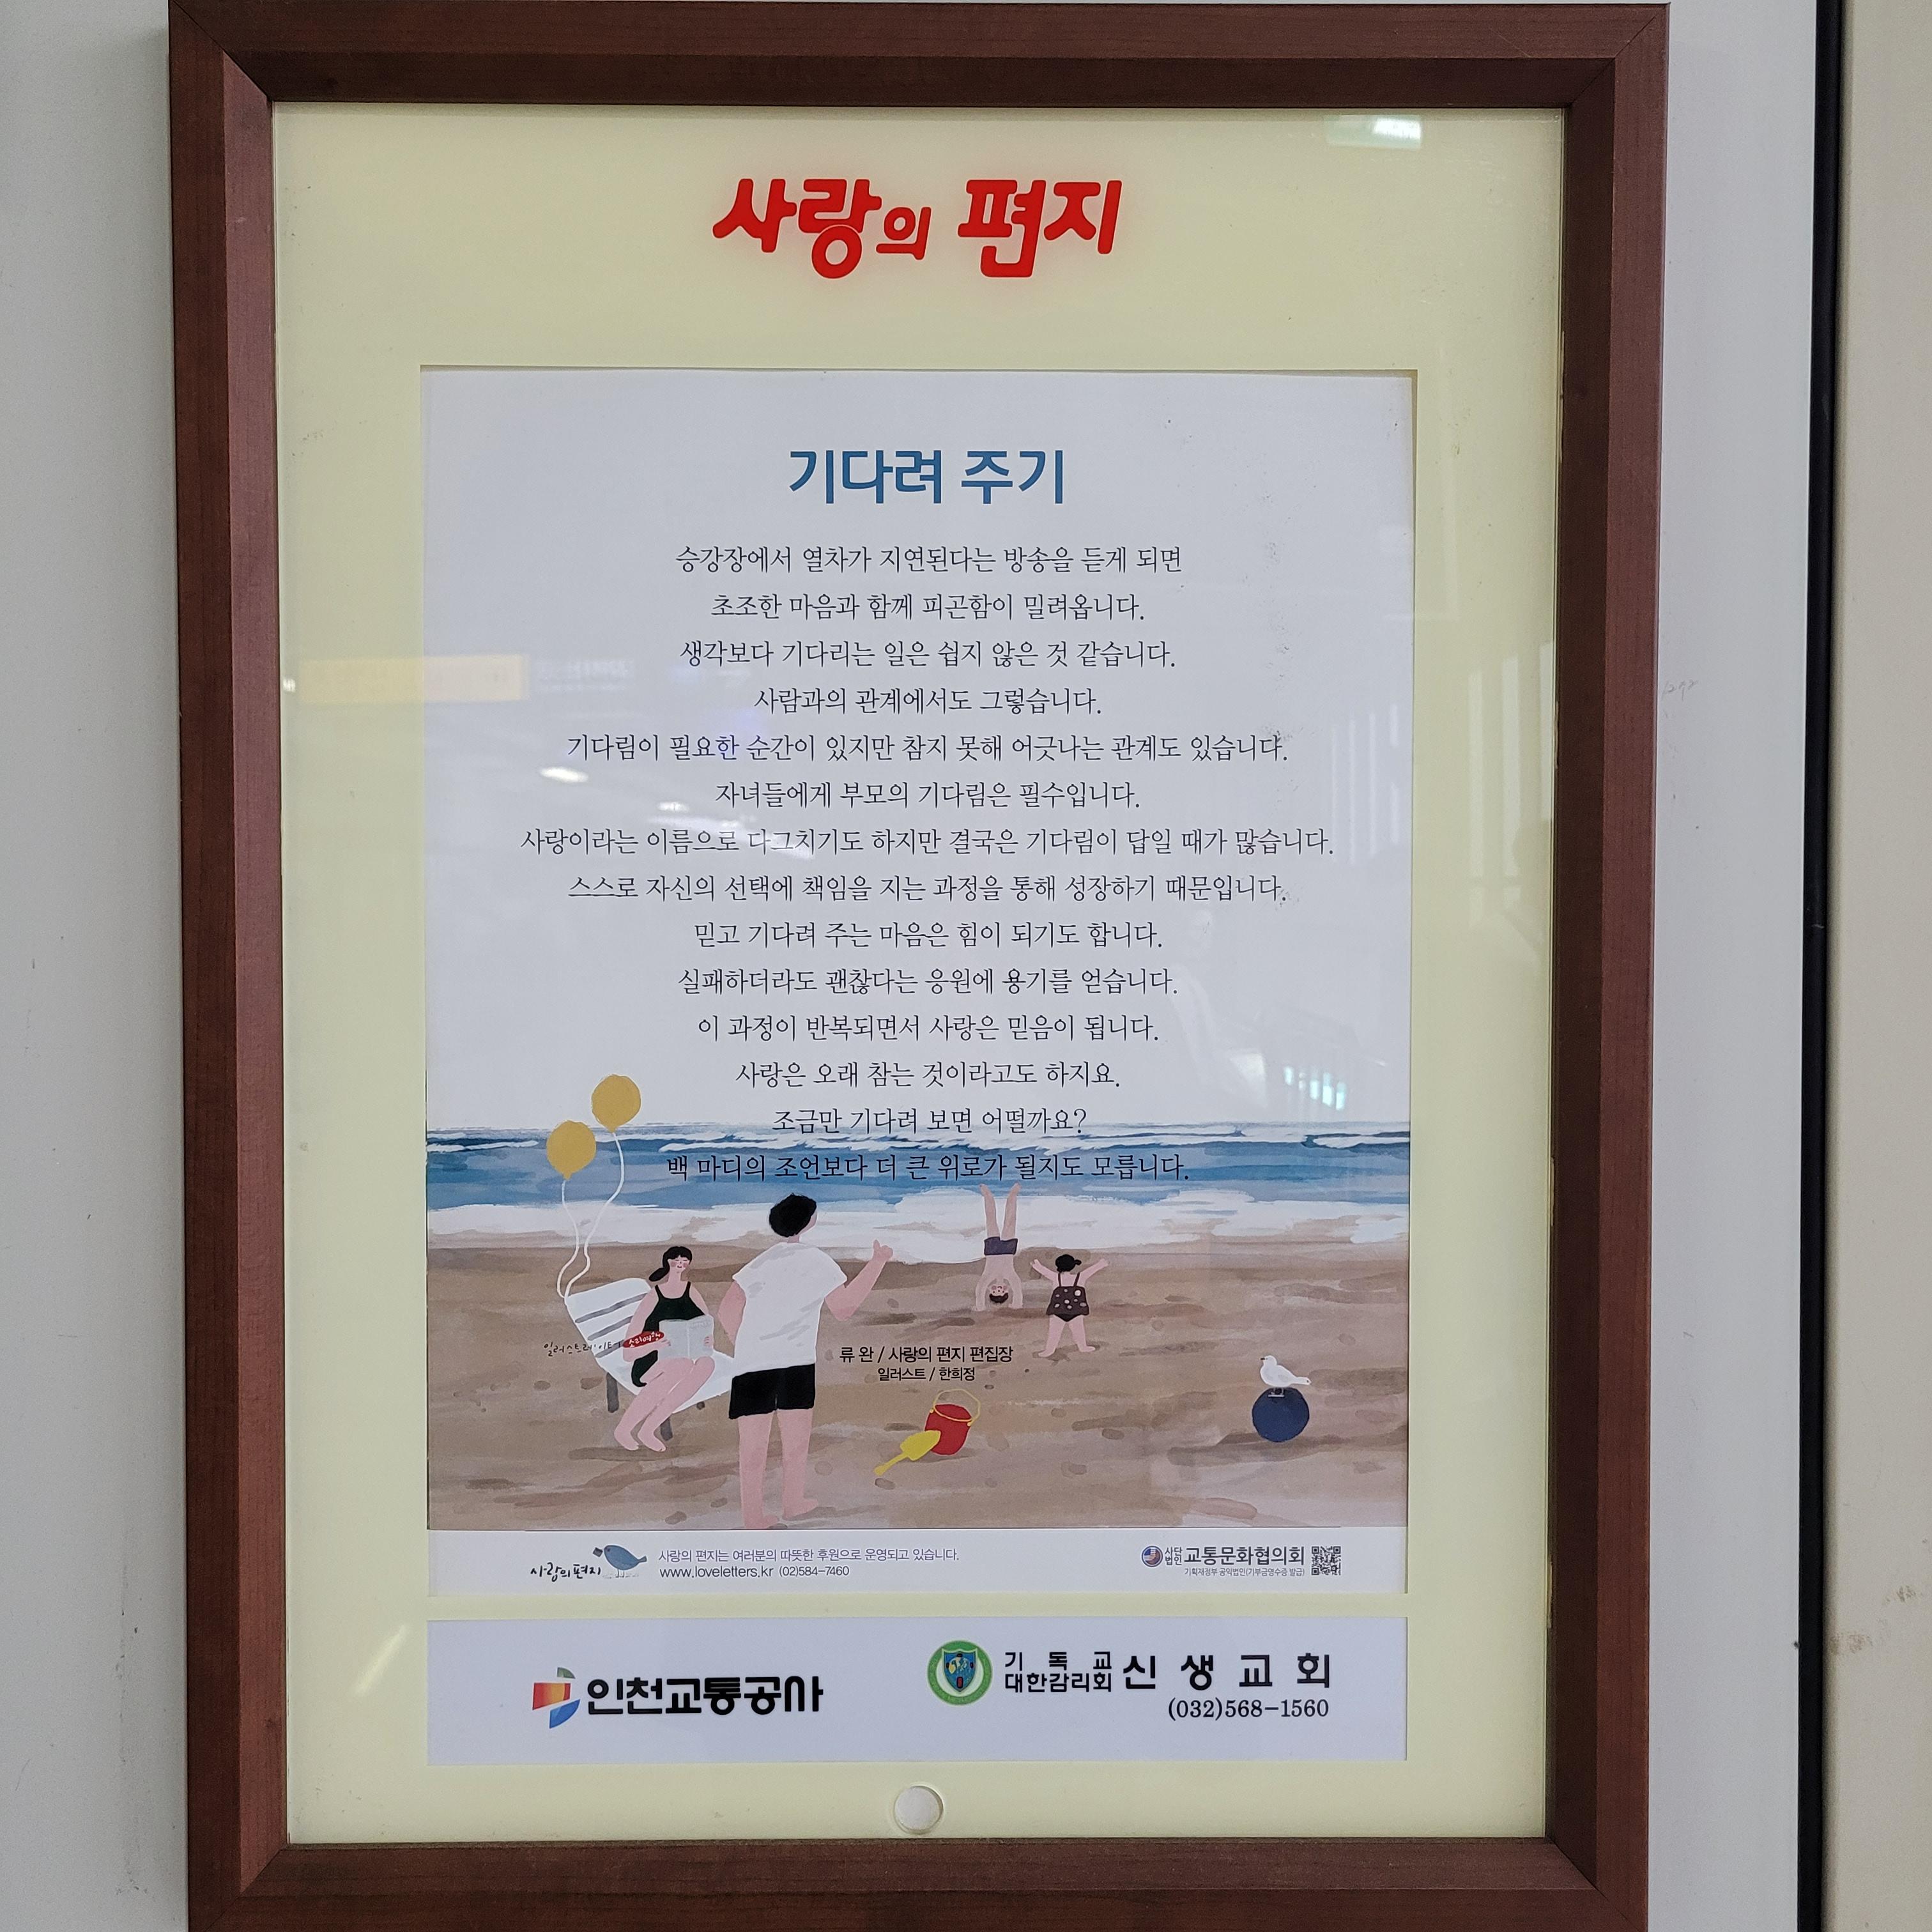 사랑의 편지
기다려 주기
승강장에서 열차가 지연된다는 방송을 듣게 되면
초조한 마음과 함께 피곤함이 밀려옵니다.
생각보다 기다리는 일은 쉽지 않은 것 같습니다.
사람과의 관계에서도 그렇습니다.
기다림이 필요한 순간이 있지만 참지 못해 어긋나는 관계도 있습니다.
자녀들에게 부모의 기다림은 필수입니다.
사랑이라는 이름으로 다그치기도 하지만 결국은 기다림이 답일 때가 많습니다.
스스로 자신의 선택에 책임을 지는 과정을 통해 성장하기 때문입니다.
믿고 기다려 주는 마음은 힘이 되기도 합니다.
실패하더라도 괜찮다는 응원에 용기를 얻습니다.
이 과정이 반복되면서 사랑은 믿음이 됩니다.
사랑은 오래 참는 것이라고도 하지요.
조금만 기다려 보면 어떨까요?
백 마디의 조언보다 더 큰 위로가 될지도 모릅니다.
류 완 / 사랑의 편지 편집장
일러스트 / 한희정
사랑의 편지
사랑의 편지는 여러분의 따뜻한 후원으로 운영되고 있습니다.
www.loveletters.kr (02)584-7460
사단법인 교통문화협의회
기획재정부 공익법인(기부금영수증 발급)
인천교통공사
기독교 대한감리회 신생교회
(032)568-1560